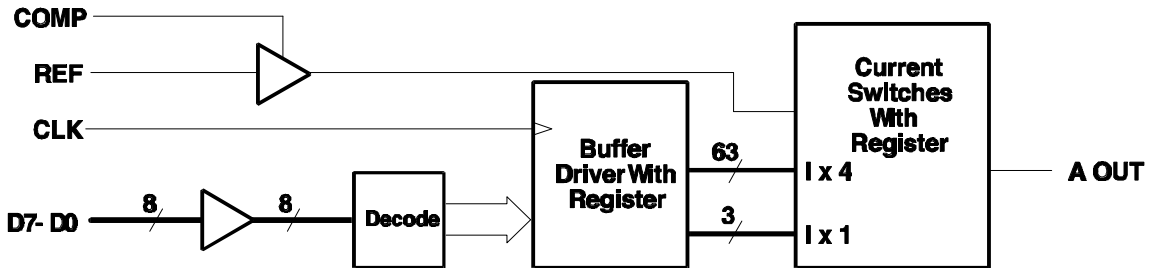 COMP
REF
CLK
D7- D0
8
8
Decode
Buffer
Driver With
Register
63
3
Current
Switches
With
Register
I x 4
I x 1
A OUT